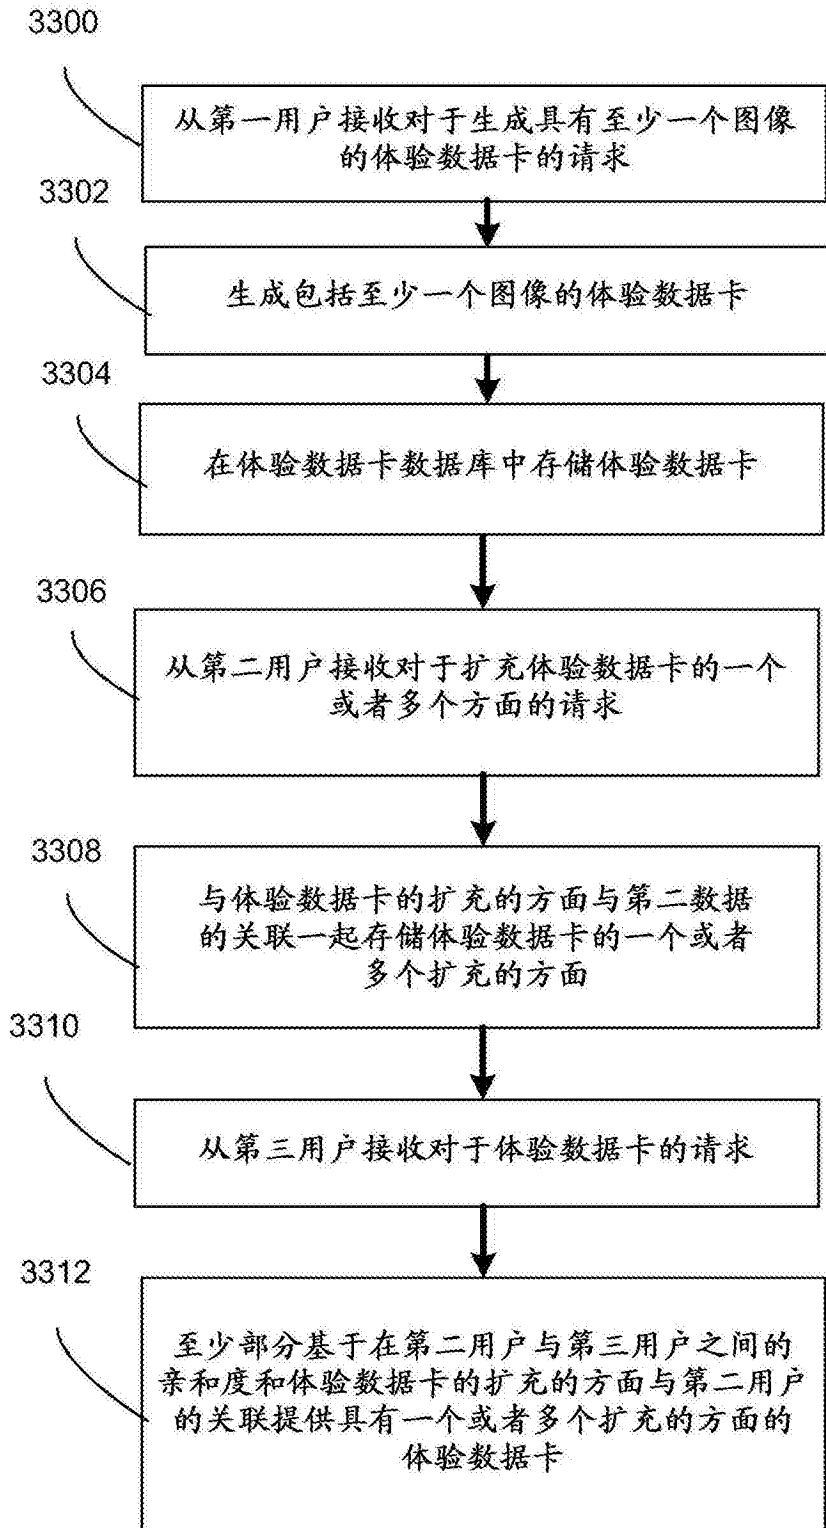 3300
从第一用户接收对于生成具有至少一个图像
的体验数据卡的请求
3302
生成包括至少一个图像的体验数据卡
3304
在体验数据卡数据库中存储体验数据卡
3306
从第二用户接收对于扩充体验数据卡的一个
或者多个方面的请求
3308
与体验数据卡的扩充的方面与第二数据
的关联一起存储体验数据卡的一个或者
多个扩充的方面
3310
从第三用户接收对于体验数据卡的请求
3312
至少部分基于在第二用户与第三用户之间的
亲和度和体验数据卡的扩充的方面与第二用户
的关联提供具有一个或者多个扩充的方面的
体验数据卡